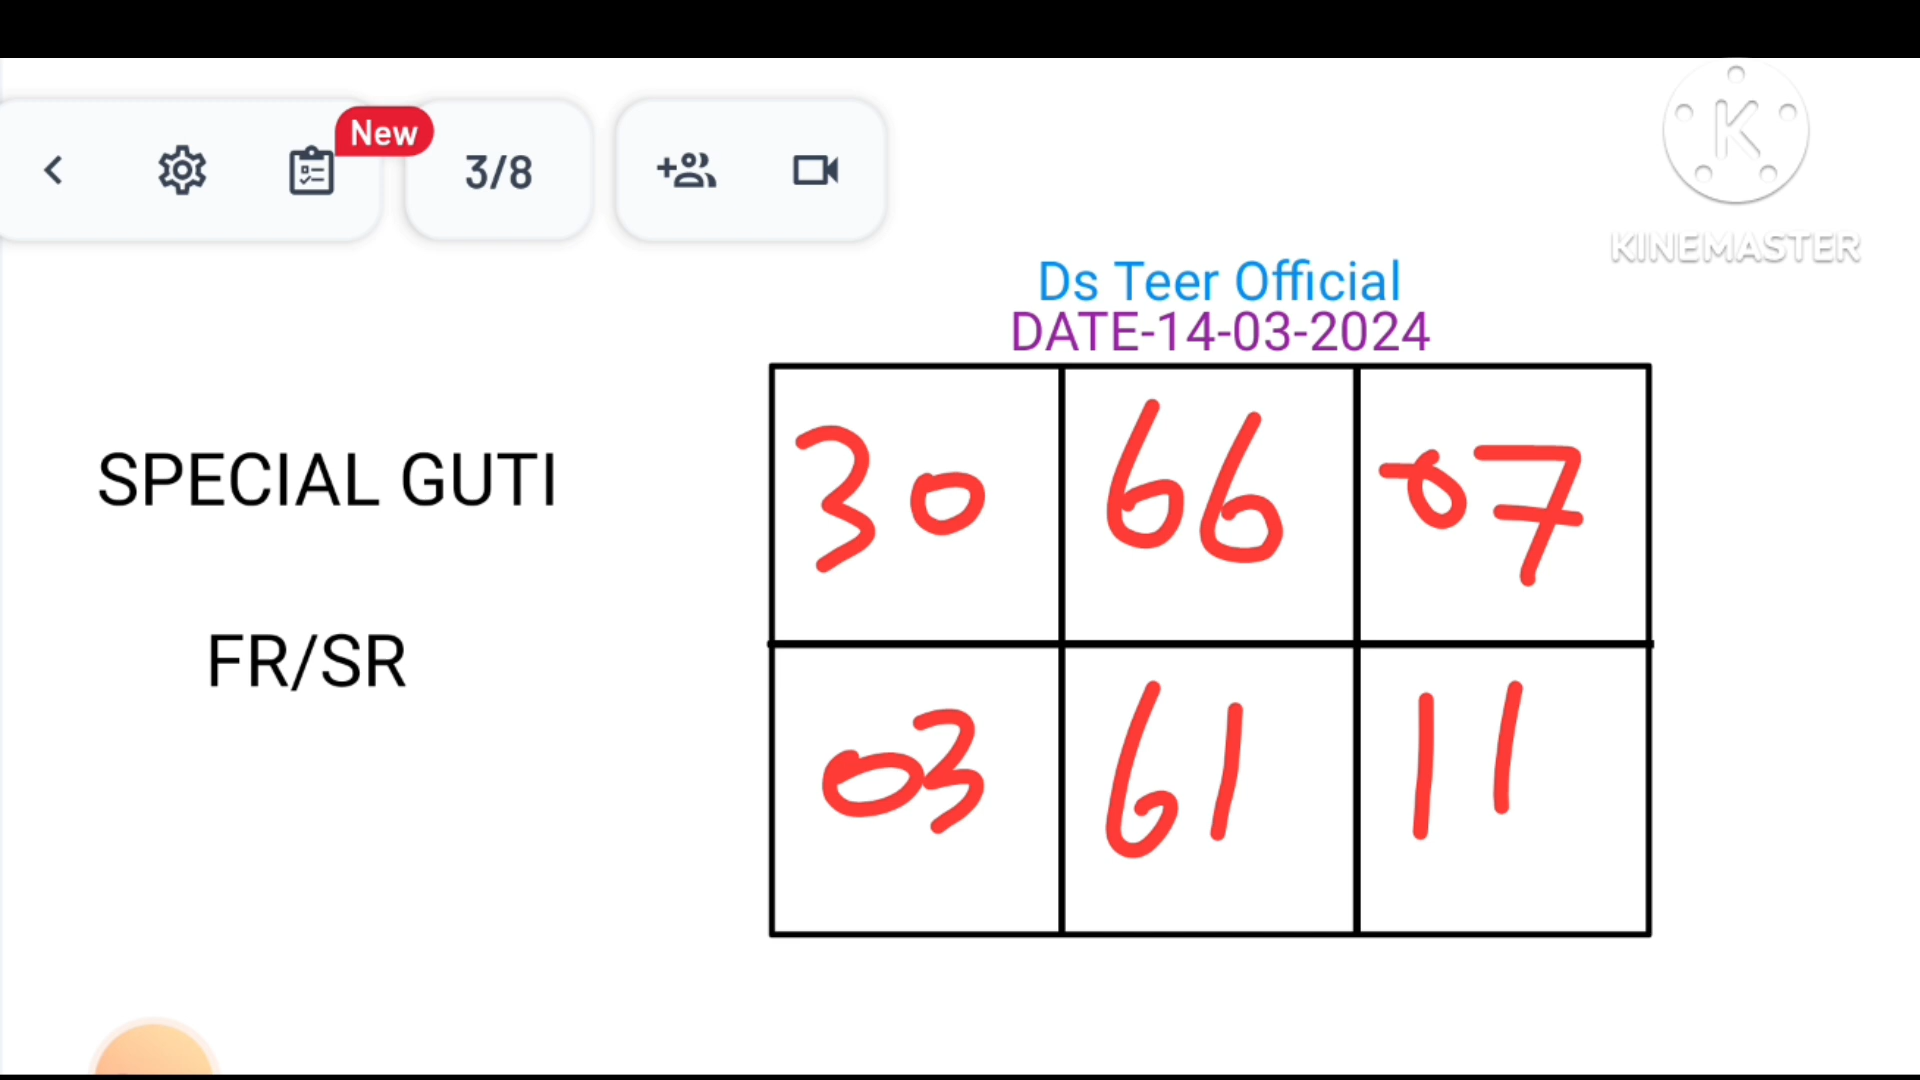 New
3/8
K
KINEMASTER
Ds Teer Official
DATE-14-03-2024
SPECIAL GUTI
FR/SR
30 66 07
03 61 11